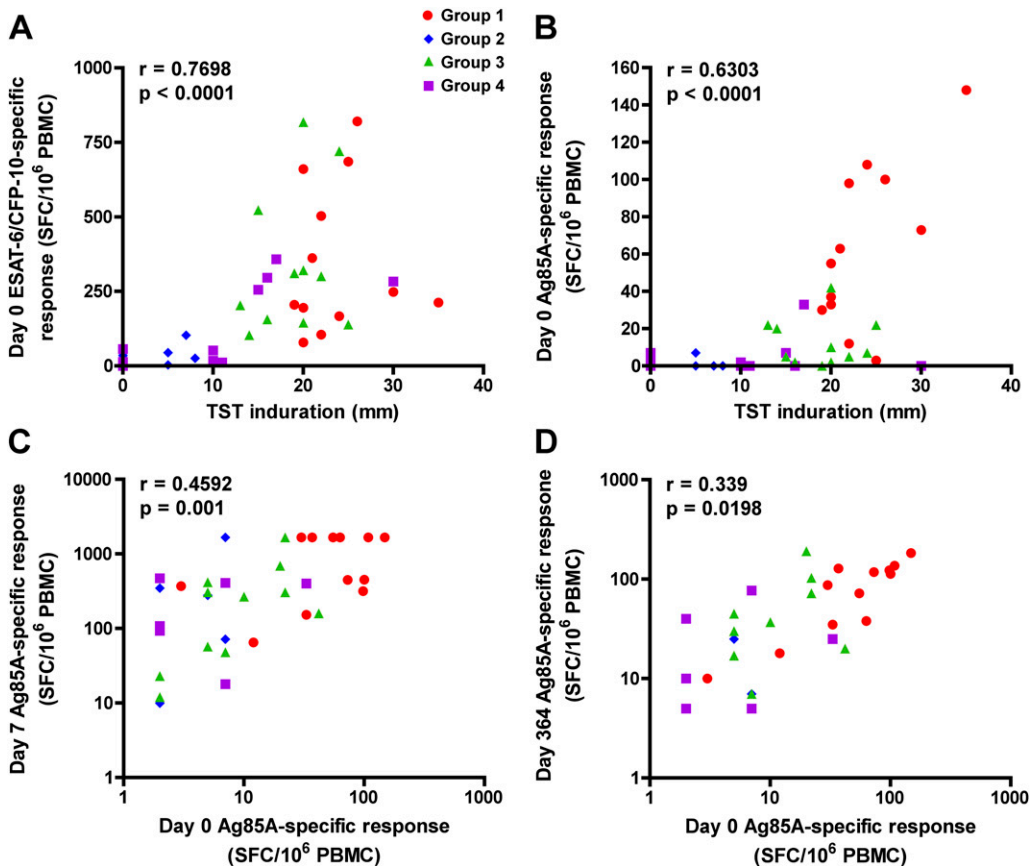 A
Group 1
Group 2
Group 3
Group 4
r = 0.7698
p < 0.0001
1000
750
500
250
0
0 10 20 30 40
TST induration (mm)
Day 0 ESAT-6/CFP-10-specific
response (SFC/10⁶ PBMC)
B
r = 0.6303
p < 0.0001
160
140
120
100
80
60
40
20
0
0 10 20 30 40
TST induration (mm)
Day 0 Ag85A-specific response
(SFC/10⁶ PBMC)
C
r = 0.4592
p = 0.001
10000
1000
100
10
1
1 10 100 1000
Day 0 Ag85A-specific response
(SFC/10⁶ PBMC)
Day 7 Ag85A-specific response
(SFC/10⁶ PBMC)
D
r = 0.339
p = 0.0198
1000
100
10
1
1 10 100 1000
Day 0 Ag85A-specific response
(SFC/10⁶ PBMC)
Day 364 Ag85A-specific respsone
(SFC/10⁶ PBMC)